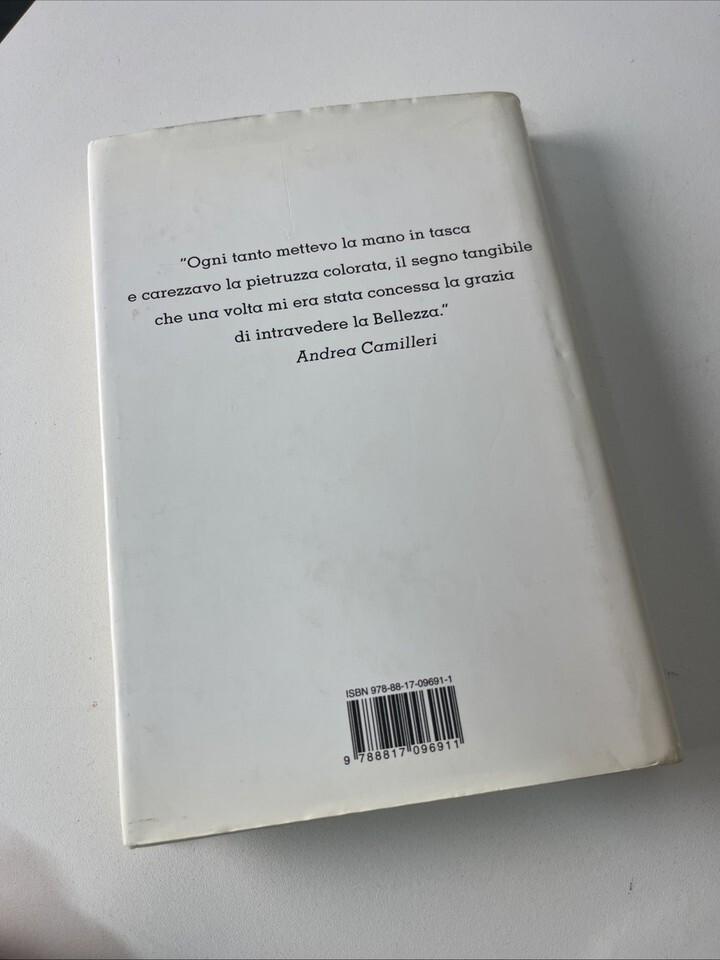 “Ogni tanto mettevo la mano in tasca
e carezzavo la pietruzza colorata, il segno tangibile
che una volta mi era stata concessa la grazia
di intravedere la Bellezza.”
Andrea Camilleri
ISBN 978-88-17-09691-1
9 788817 096911